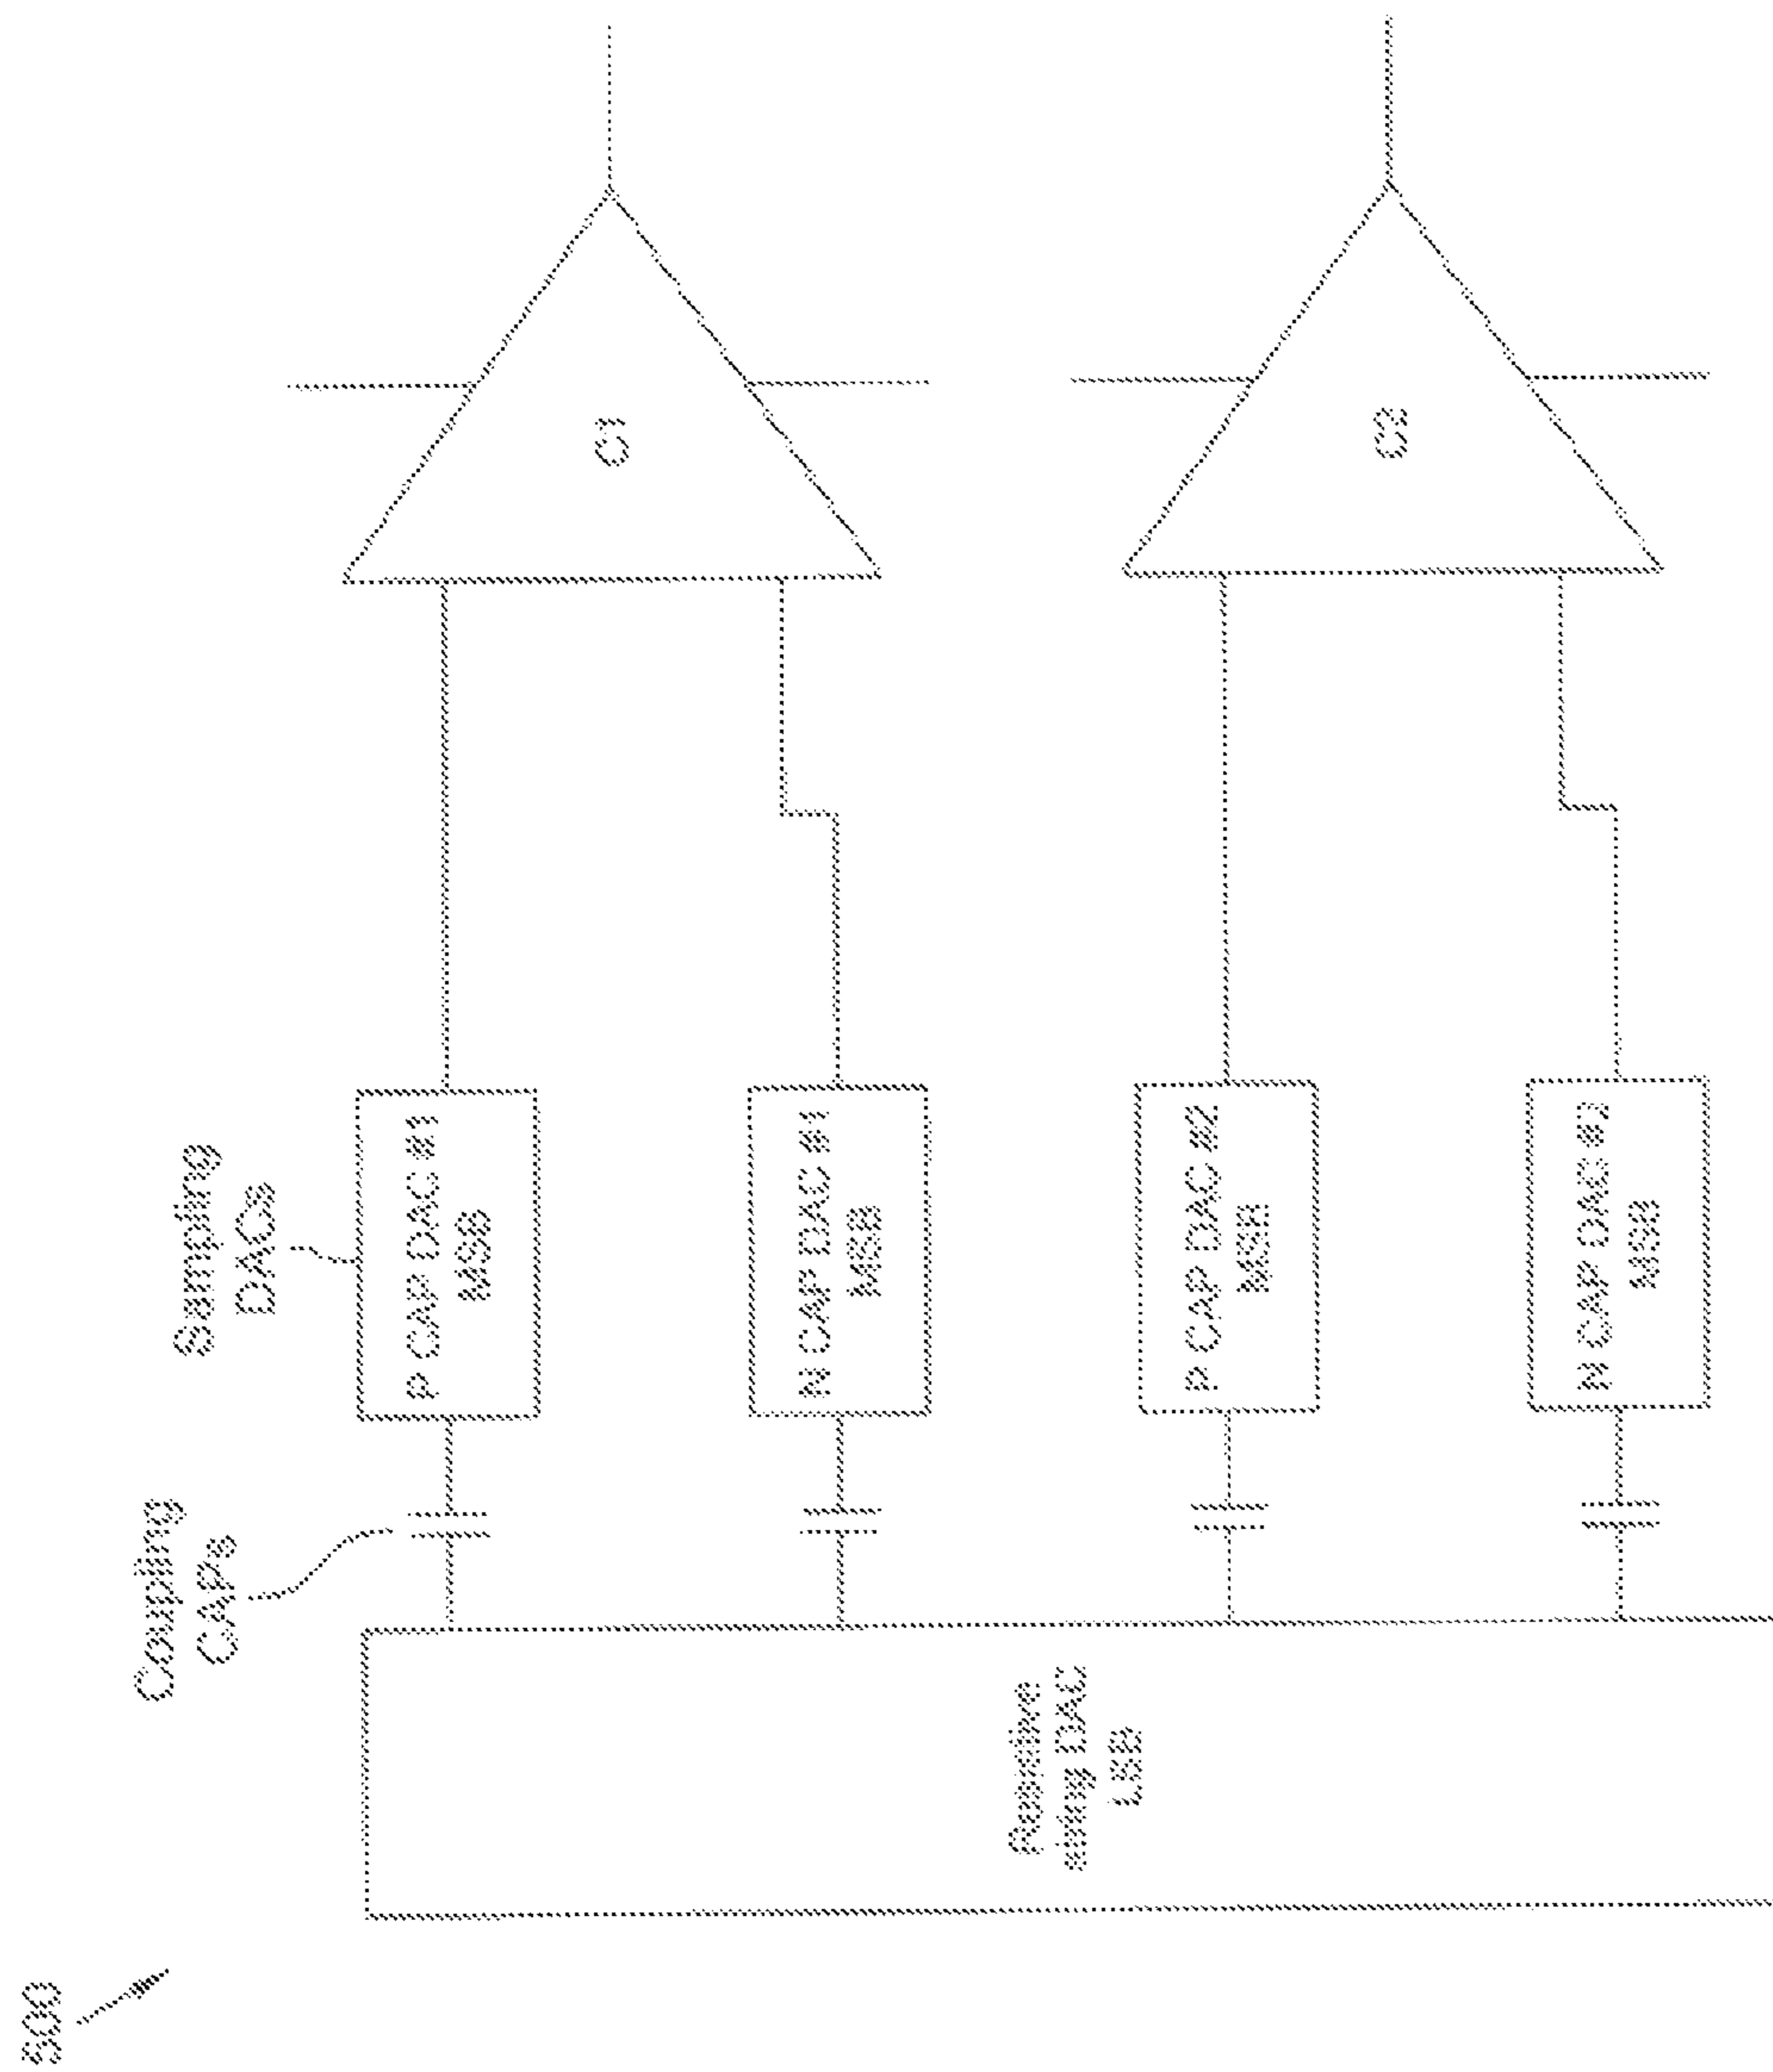 500
Coupling
CAPs
Sampling
DACs
Resistive
string DAC
LSB
P CAP DAC #1
MSB
N CAP DAC #1
MSB
P CAP DAC #2
MSB
N CAP DAC #2
MSB
C1
C2